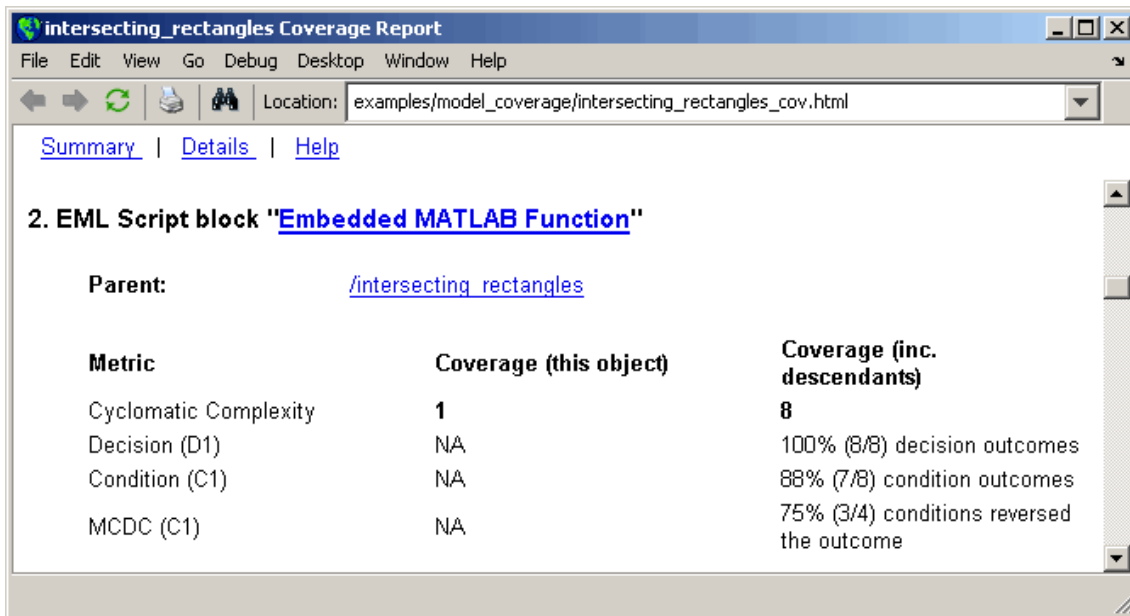 intersecting_rectangles Coverage Report
File Edit View Go Debug Desktop Window Help
Location: examples/model_coverage/intersecting_rectangles_cov.html
Summary | Details | Help
2. EML Script block "Embedded MATLAB Function"
Parent: /intersecting_rectangles
Metric Coverage (this object) Coverage (inc. descendants)
Cyclomatic Complexity 1 8
Decision (D1) NA 100% (8/8) decision outcomes
Condition (C1) NA 88% (7/8) condition outcomes
MCDC (C1) NA 75% (3/4) conditions reversed the outcome